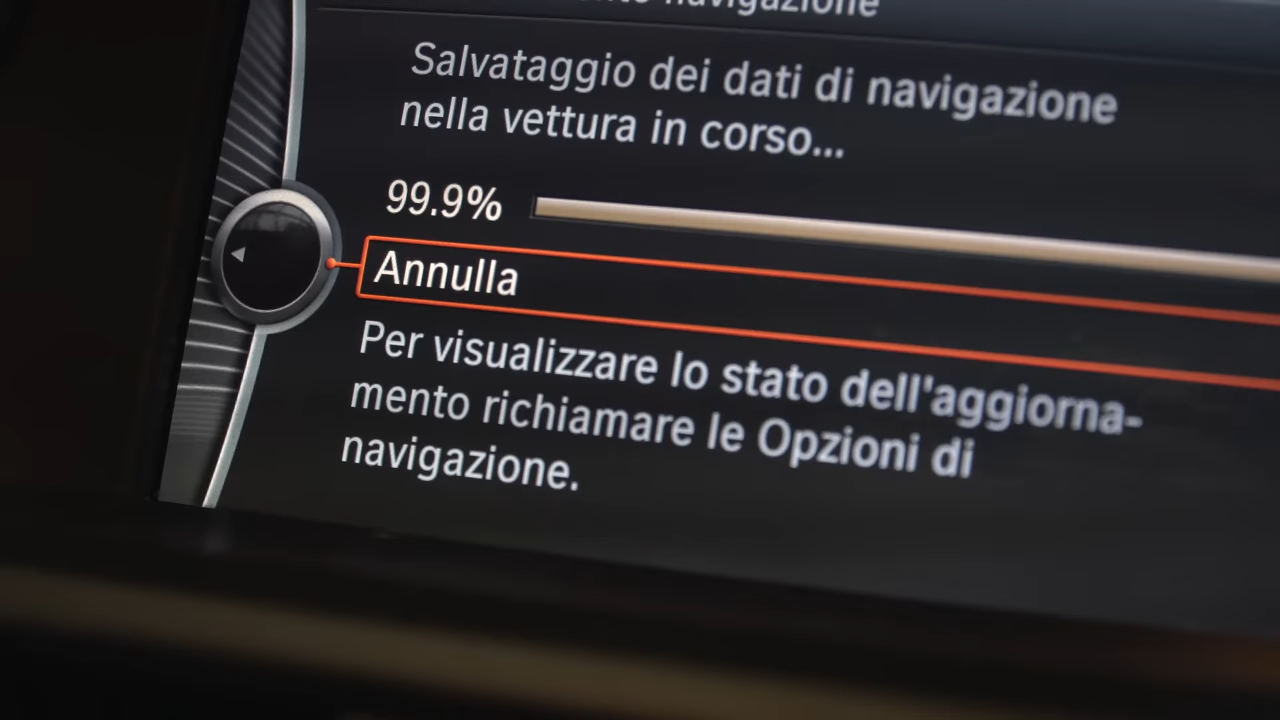 navigazione
Salvataggio dei dati di navigazione
nella vettura in corso...
99.9%
Annulla
Per visualizzare lo stato dell'aggiorna-
mento richiamare le Opzioni di
navigazione.